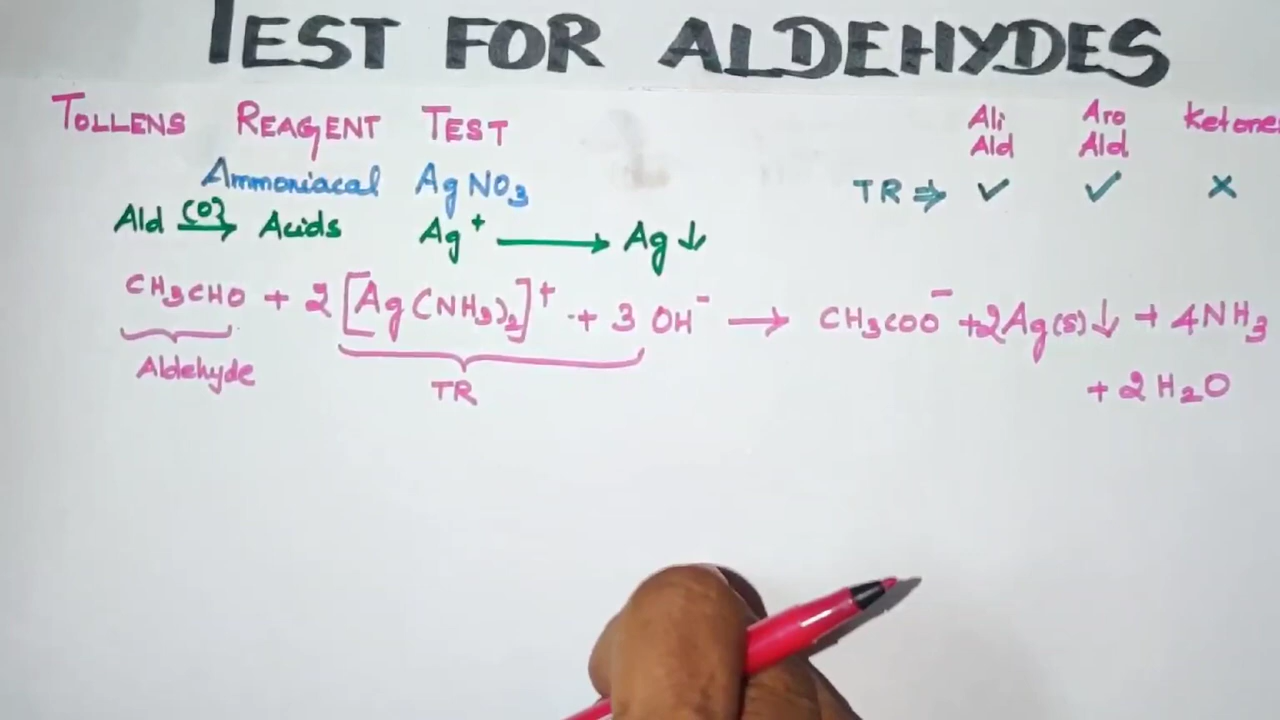 TEST FOR ALDEHYDES
TOLLENS REAGENT TEST
Ammoniacal AgNO₃
Ald [O]→ Acids Ag⁺ → Ag↓
Ali Ald Aro Ald Ketone
TR ⇒ ✓ ✓ ×
CH₃CHO + 2[Ag(NH₃)₂]⁺ + 3OH⁻ → CH₃COO⁻ + 2Ag(s)↓ + 4NH₃
+ 2H₂O
Aldehyde TR